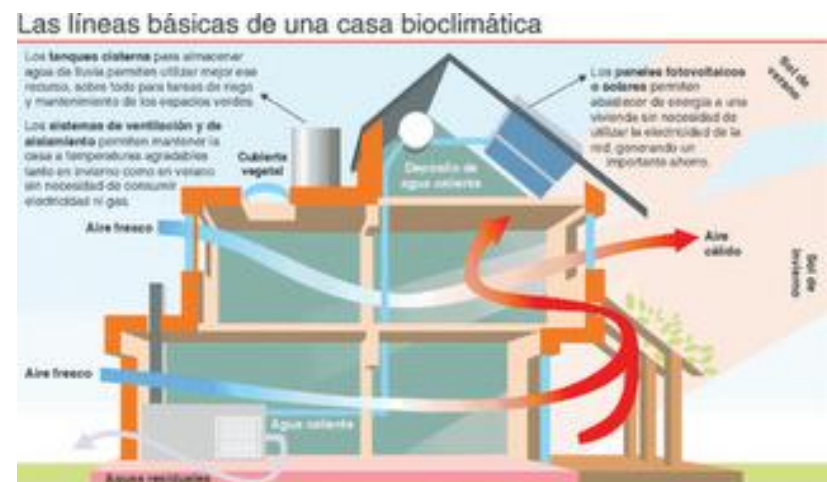 Las líneas básicas de una casa bioclimática
Los tanques cisterna para almacenar
agua de lluvia permiten utilizar mejor ese
recurso, sobre todo para tareas de riego
y mantenimiento de los espacios verdes.
Los sistemas de ventilación y de
aislamiento permiten mantener la
casa a temperaturas agradables
tanto en invierno como en verano
sin necesidad de consumir
electricidad ni gas.
Cubierta
vegetal
Depósito de
agua caliente
Los paneles fotovoltaicos
o solares permiten
abastecer de energía a una
vivienda sin necesidad de
utilizar la electricidad de la
red, generando un
importante ahorro.
Sol de
verano
Aire fresco
Aire
cálido
Sol de
invierno
Aire fresco
Agua caliente
Aguas residuales